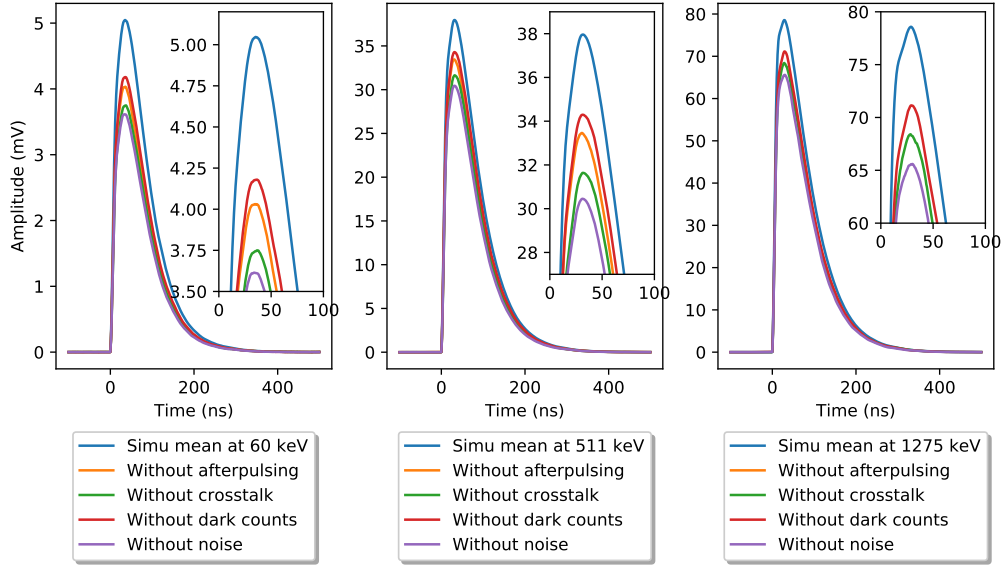 5
4
3
2
1
0
Amplitude (mV)
5.00
4.75
4.50
4.25
4.00
3.75
3.50
0 50 100
0 200 400
Time (ns)
Simu mean at 60 keV
Without afterpulsing
Without crosstalk
Without dark counts
Without noise
35
30
25
20
15
10
5
0
38
36
34
32
30
28
0 50 100
0 200 400
Time (ns)
Simu mean at 511 keV
Without afterpulsing
Without crosstalk
Without dark counts
Without noise
80
70
60
50
40
30
20
10
0
80
75
70
65
60
0 50 100
0 200 400
Time (ns)
Simu mean at 1275 keV
Without afterpulsing
Without crosstalk
Without dark counts
Without noise